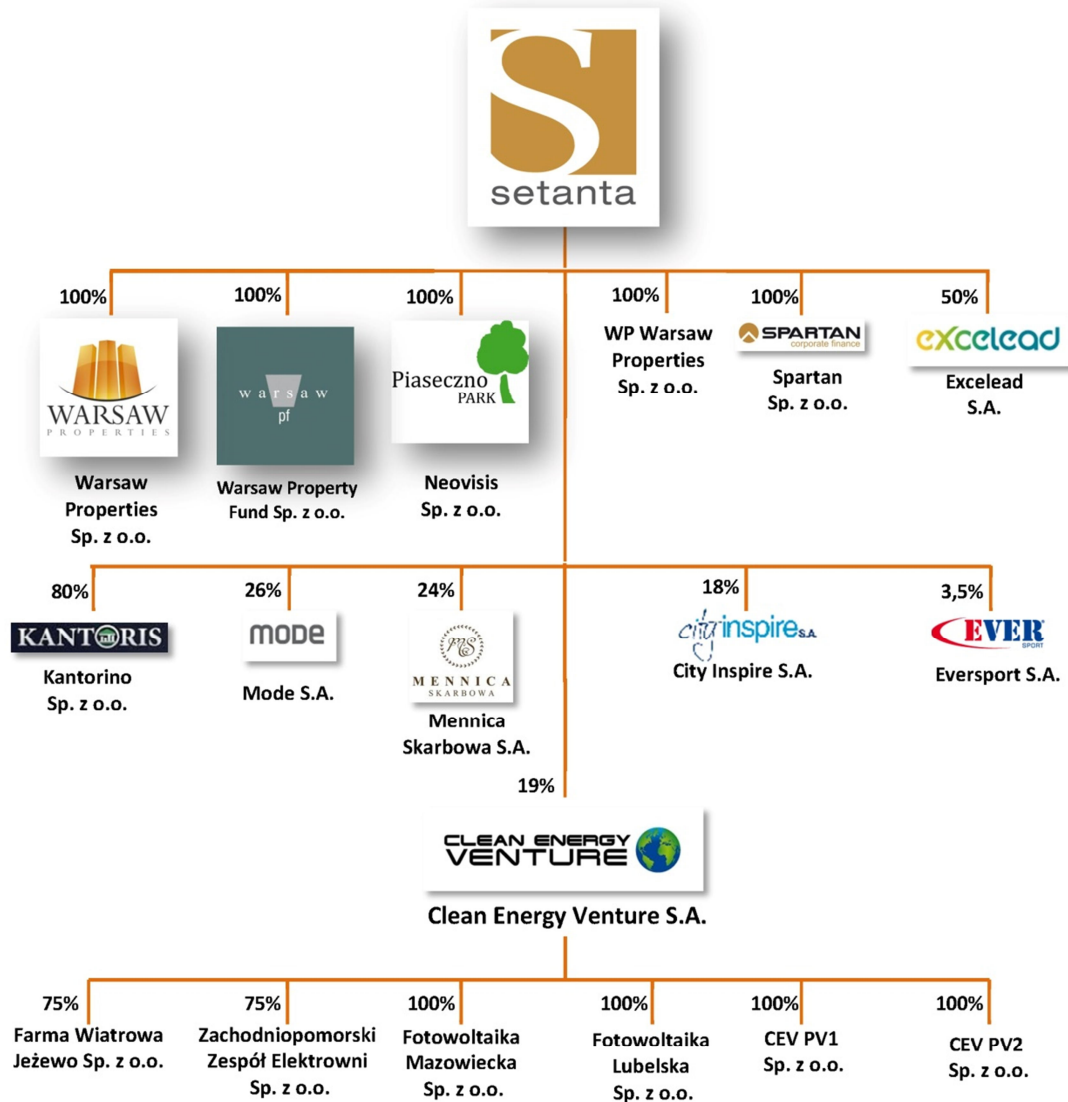 S
setanta
100%
100%
100%
100%
100%
50%
WARSAW
PROPERTIES
warsaw
pf
Piaseczno
PARK
WP Warsaw
Properties
Sp. z o.o.
SPARTAN
corporate finance
Spartan
Sp. z o.o.
excelead
Excelead
S.A.
Warsaw
Properties
Sp. z o.o.
Warsaw Property
Fund Sp. z o.o.
Neovisis
Sp. z o.o.
80%
26%
24%
18%
3,5%
KANTORIS
Kantorino
Sp. z o.o.
MODE
Mode S.A.
MS
MENNICA
SKARBOWA
Mennica
Skarbowa S.A.
city inspire S.A.
City Inspire S.A.
EVER
SPORT
Eversport S.A.
19%
CLEAN ENERGY
VENTURE
Clean Energy Venture S.A.
75%
75%
100%
100%
100%
100%
Farma Wiatrowa
Jeżewo Sp. z o.o.
Zachodniopomorski
Zespół Elektrowni
Sp. z o.o.
Fotowoltaika
Mazowiecka
Sp. z o.o.
Fotowoltaika
Lubelska
Sp. z o.o.
CEV PV1
Sp. z o.o.
CEV PV2
Sp. z o.o.